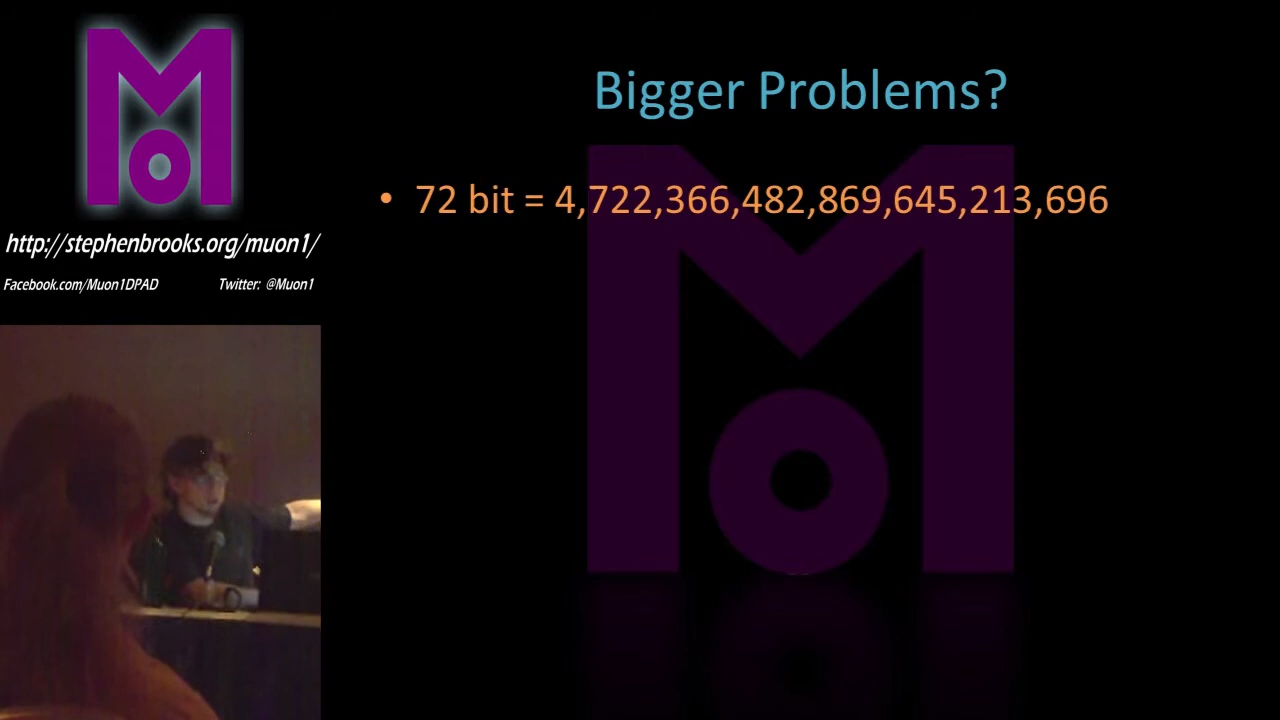 Bigger Problems?
• 72 bit = 4,722,366,482,869,645,213,696
http://stephenbrooks.org/muon1/
Facebook.com/Muon1DPAD Twitter: @Muon1